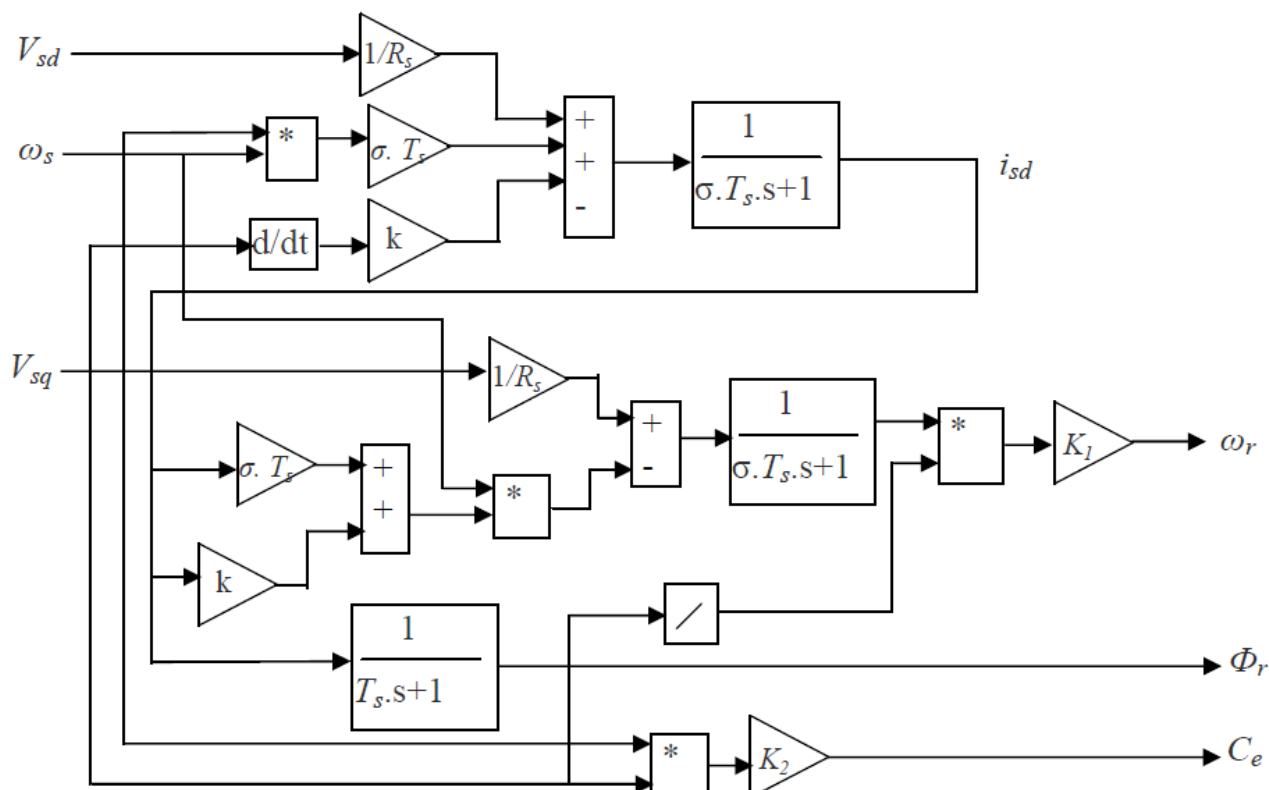 V_sd
1/R_s
+
+
-
1
σ.T_s.s+1
i_sd
ω_s
*
σ. T_s
d/dt
k
V_sq
1/R_s
+
-
1
σ.T_s.s+1
*
K_1
ω_r
σ. T_s
+
+
*
k
/
1
T_s.s+1
Φ_r
*
K_2
C_e